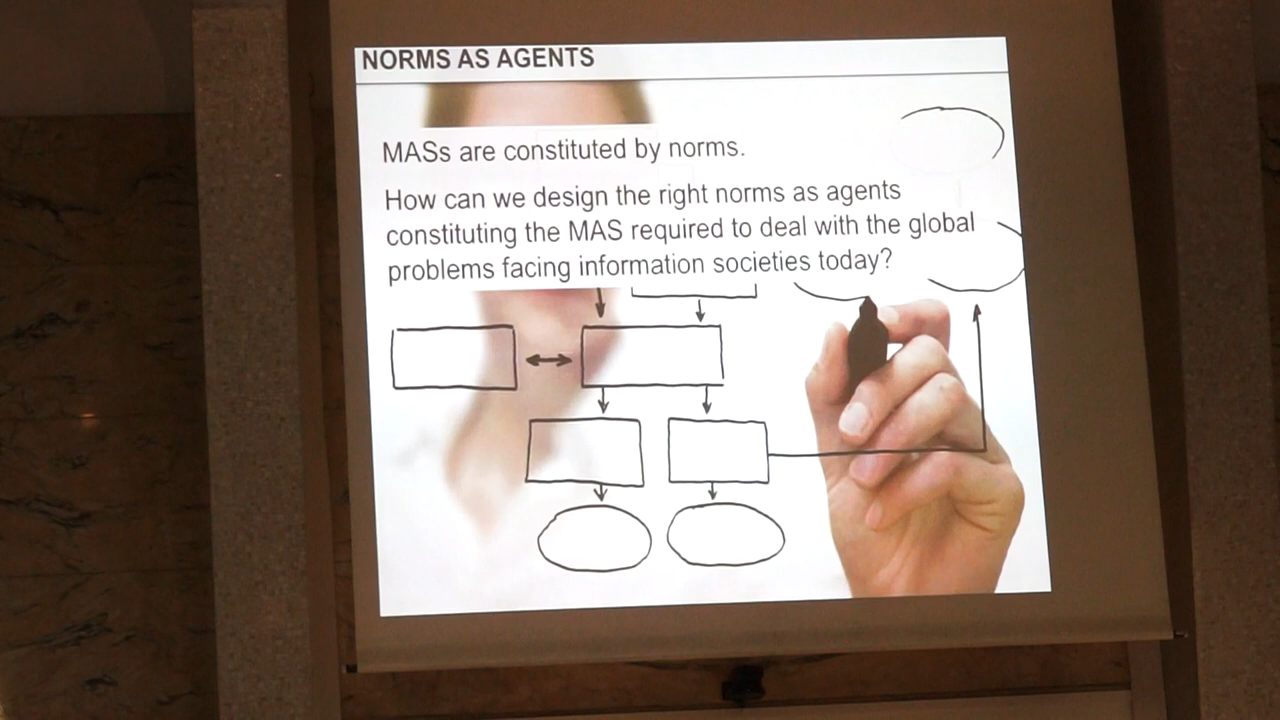 NORMS AS AGENTS
MASs are constituted by norms.
How can we design the right norms as agents
constituting the MAS required to deal with the global
problems facing information societies today?